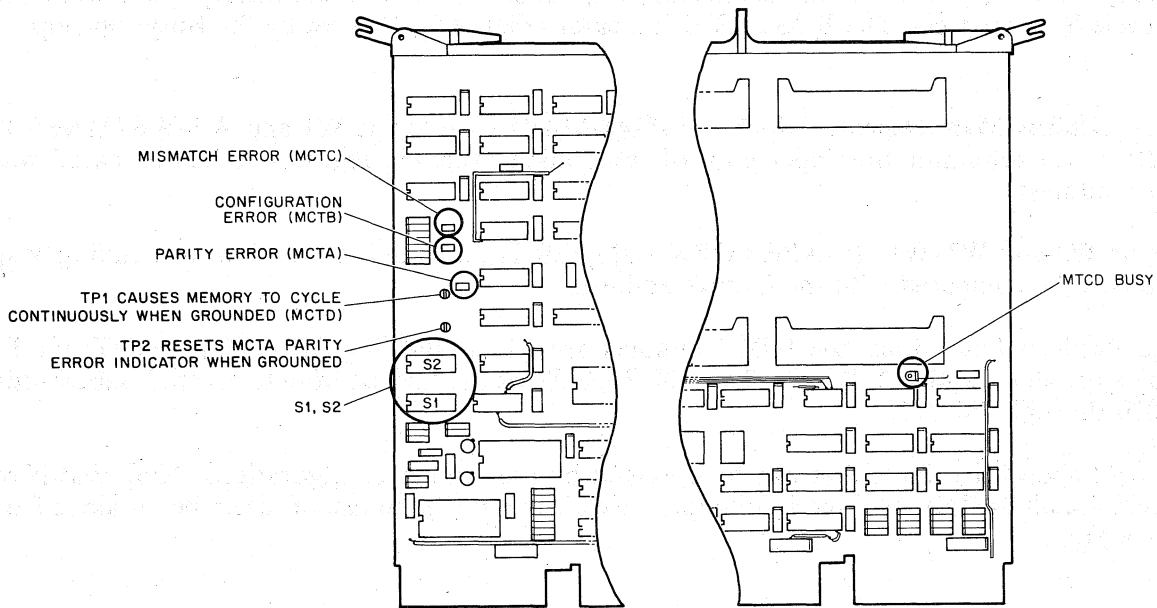 MISMATCH ERROR (MCTC)
CONFIGURATION
ERROR (MCTB)
PARITY ERROR (MCTA)
TP1 CAUSES MEMORY TO CYCLE
CONTINUOUSLY WHEN GROUNDED (MCTD)
TP2 RESETS MCTA PARITY
ERROR INDICATOR WHEN GROUNDED
S1, S2
S2
S1
MTCD BUSY